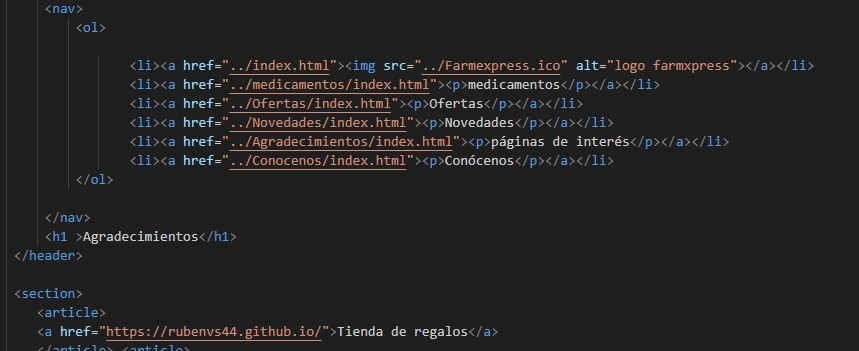 <nav>
<ol>
<li><a href="../index.html"><img src="../Farmexpress.ico" alt="logo farmxpress"></a></li>
<li><a href="../medicamentos/index.html"><p>medicamentos</p></a></li>
<li><a href="../Ofertas/index.html"><p>Ofertas</p></a></li>
<li><a href="../Novedades/index.html"><p>Novedades</p></a></li>
<li><a href="../Agradecimientos/index.html"><p>páginas de interés</p></a></li>
<li><a href="../Conocenos/index.html"><p>Conócenos</p></a></li>
</ol>
</nav>
<h1 >Agradecimientos</h1>
</header>
<section>
<article>
<a href="https://rubenvs44.github.io/">Tienda de regalos</a>
</article> <article>